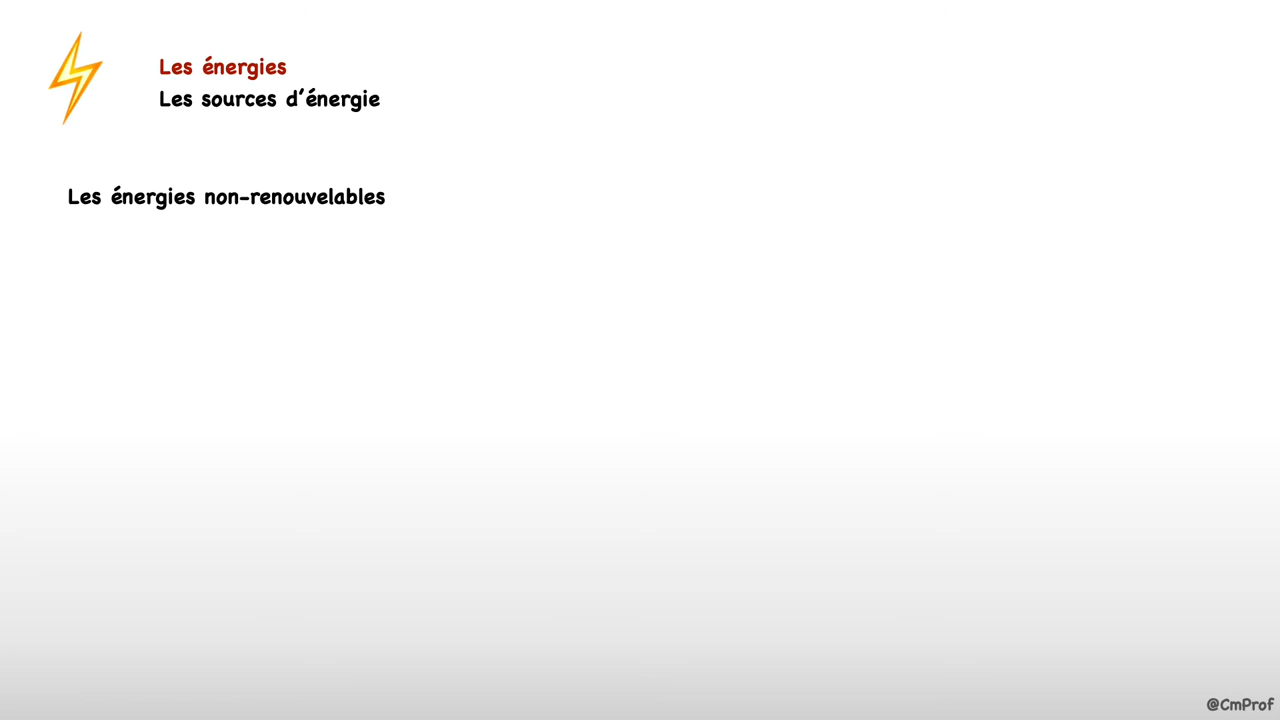 Les énergies
Les sources d'énergie
Les énergies non-renouvelables
@CmProf